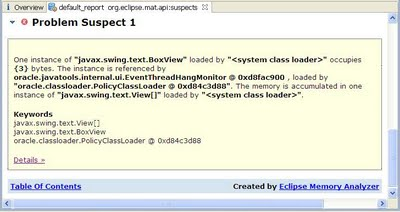 Overview default_report org.eclipse.mat.api:suspects
Problem Suspect 1
One instance of "javax.swing.text.BoxView" loaded by "<system class loader>" occupies
{3} bytes. The instance is referenced by
oracle.javatools.internal.ui.EventThreadHangMonitor @ 0xd8fac900 , loaded by
"oracle.classloader.PolicyClassLoader @ 0xd84c3d88". The memory is accumulated in one
instance of "javax.swing.text.View[]" loaded by "<system class loader>".
Keywords
javax.swing.text.View[]
javax.swing.text.BoxView
oracle.classloader.PolicyClassLoader @ 0xd84c3d88
Details »
Table Of Contents Created by Eclipse Memory Analyzer